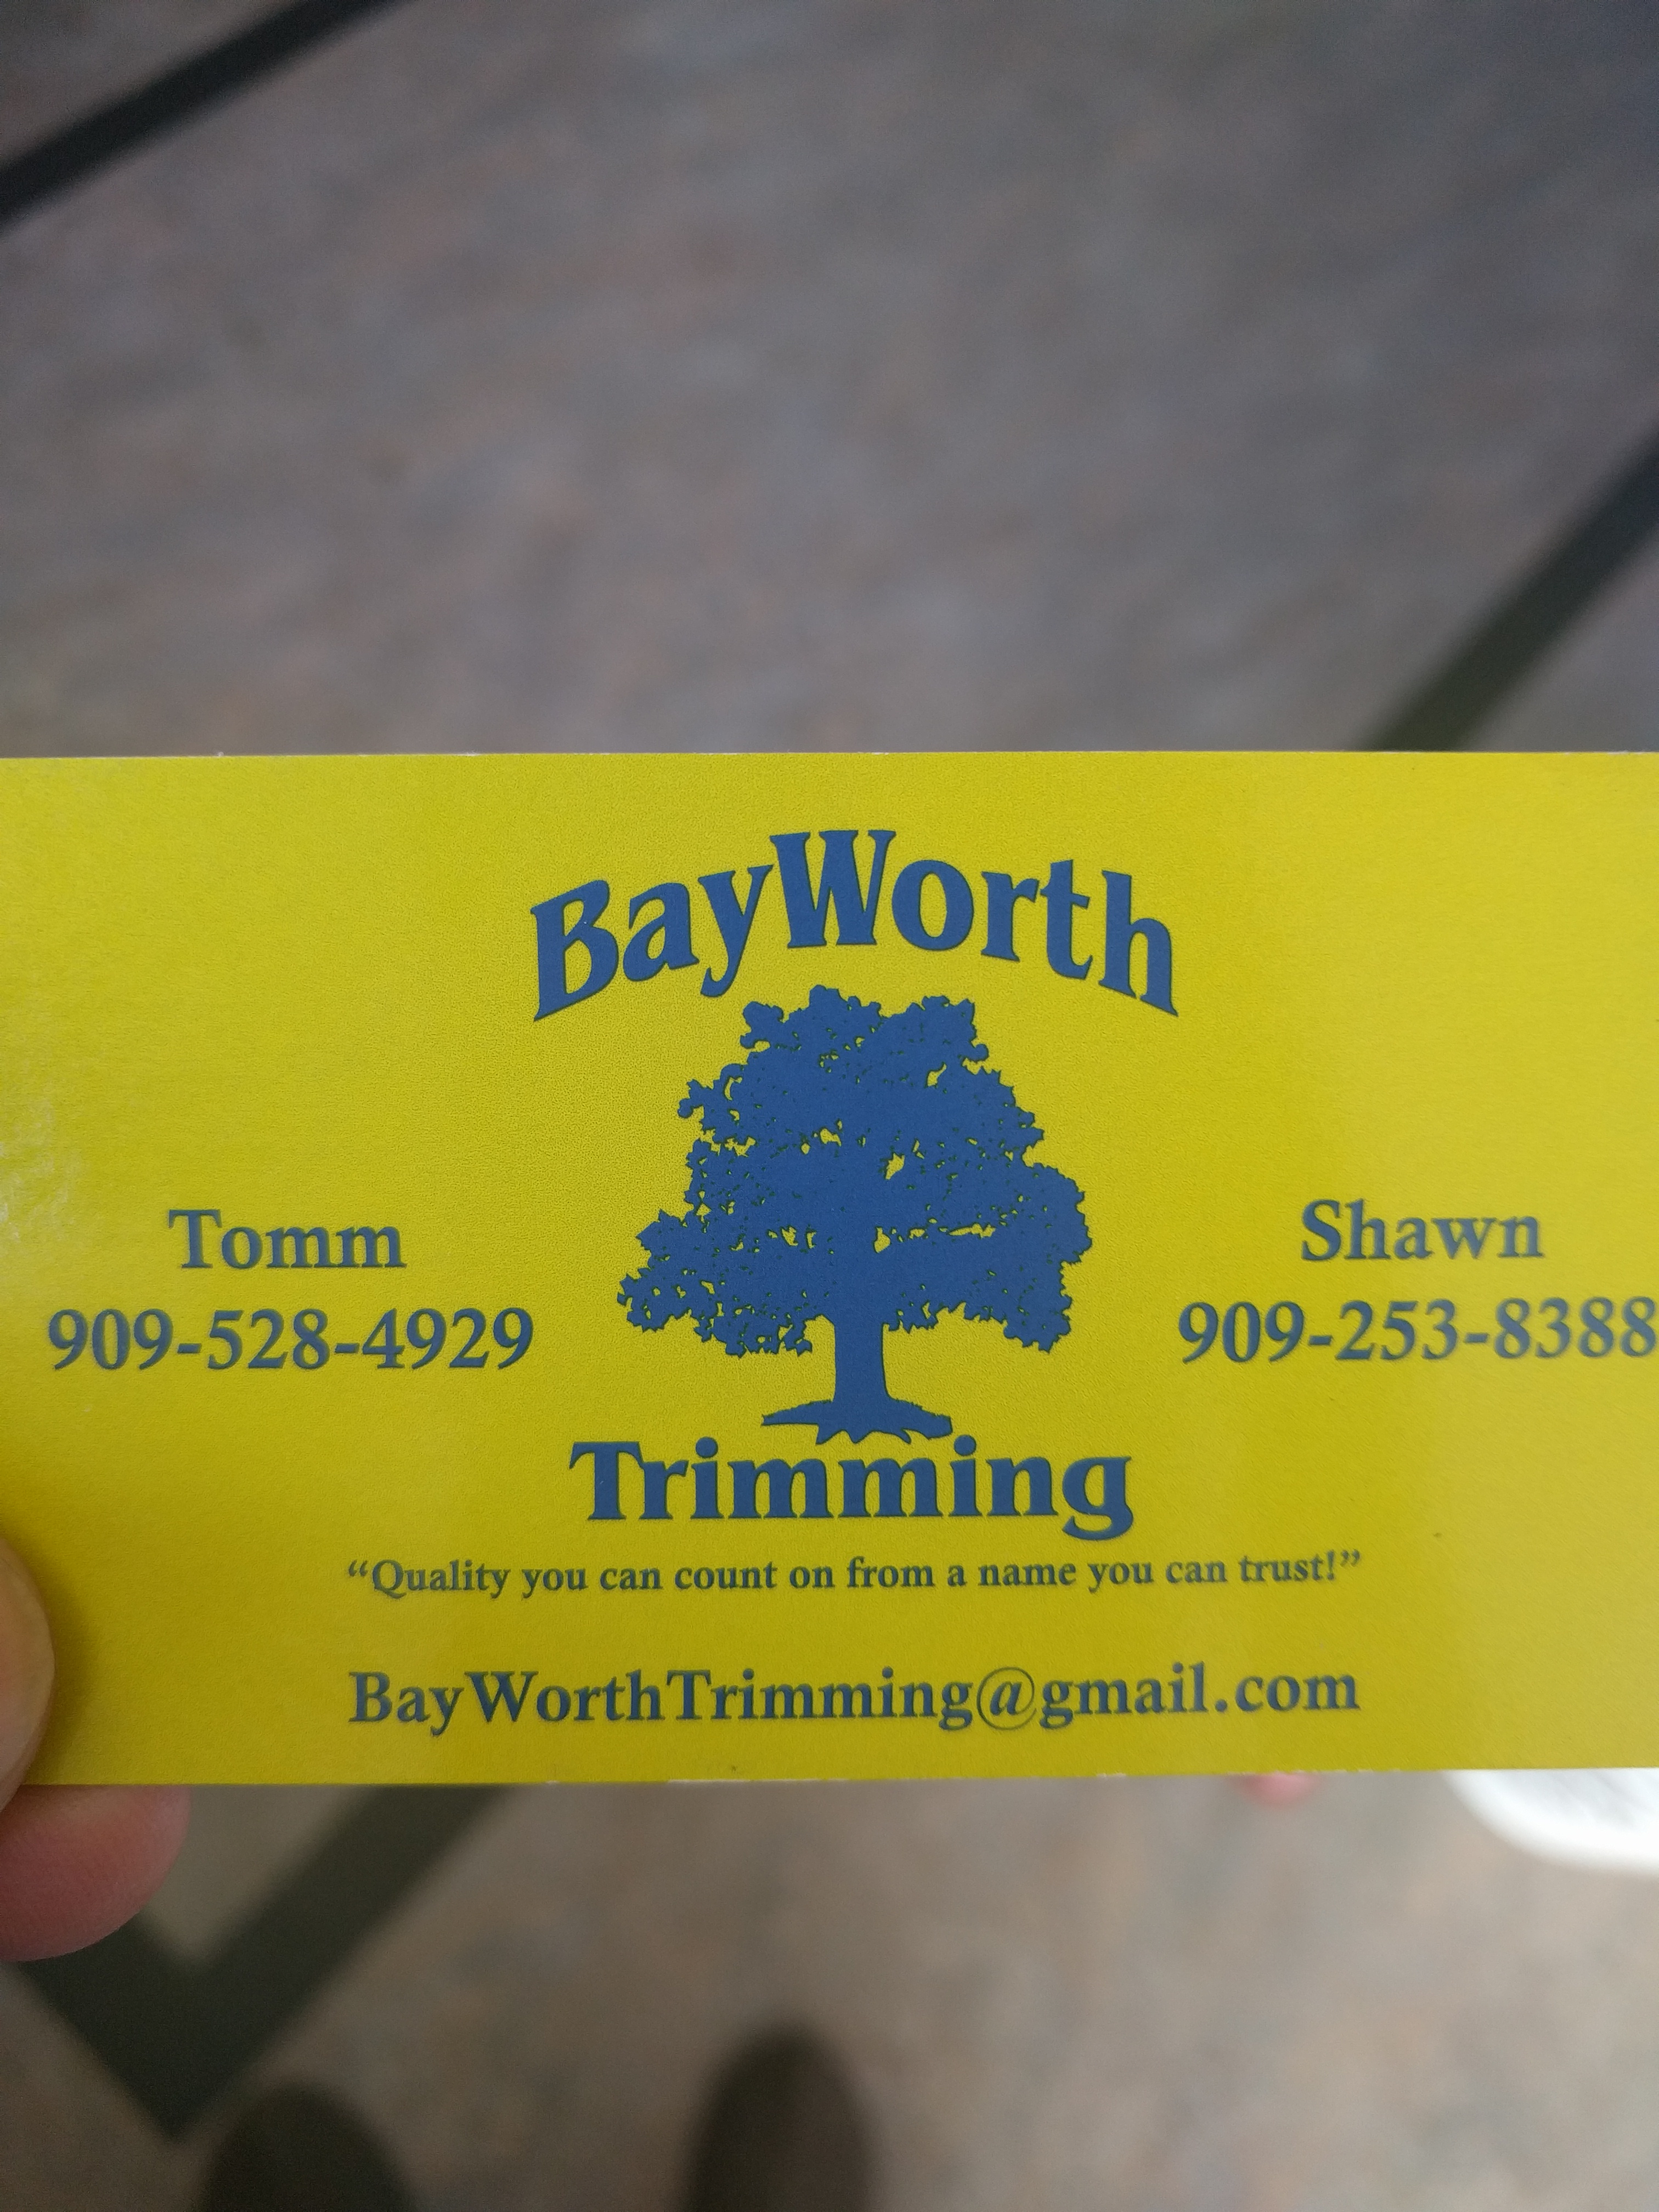 BayWorth
Tomm
909-528-4929
Shawn
909-253-8388
Trimming
“Quality you can count on from a name you can trust!”
BayWorthTrimming@gmail.com